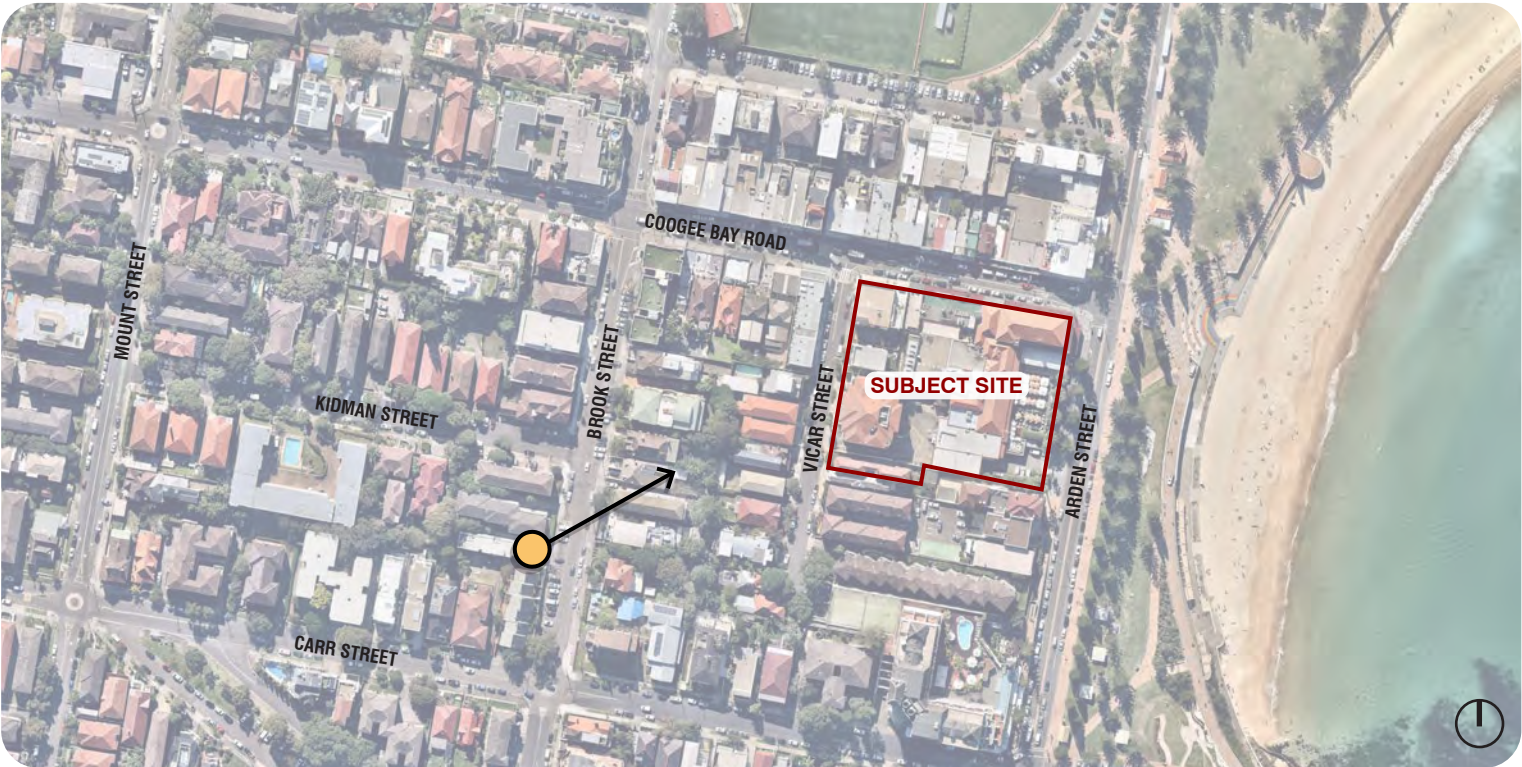 COOGEE BAY ROAD
MOUNT STREET
BROOK STREET
VICAR STREET
SUBJECT SITE
KIDMAN STREET
ARDEN STREET
CARR STREET